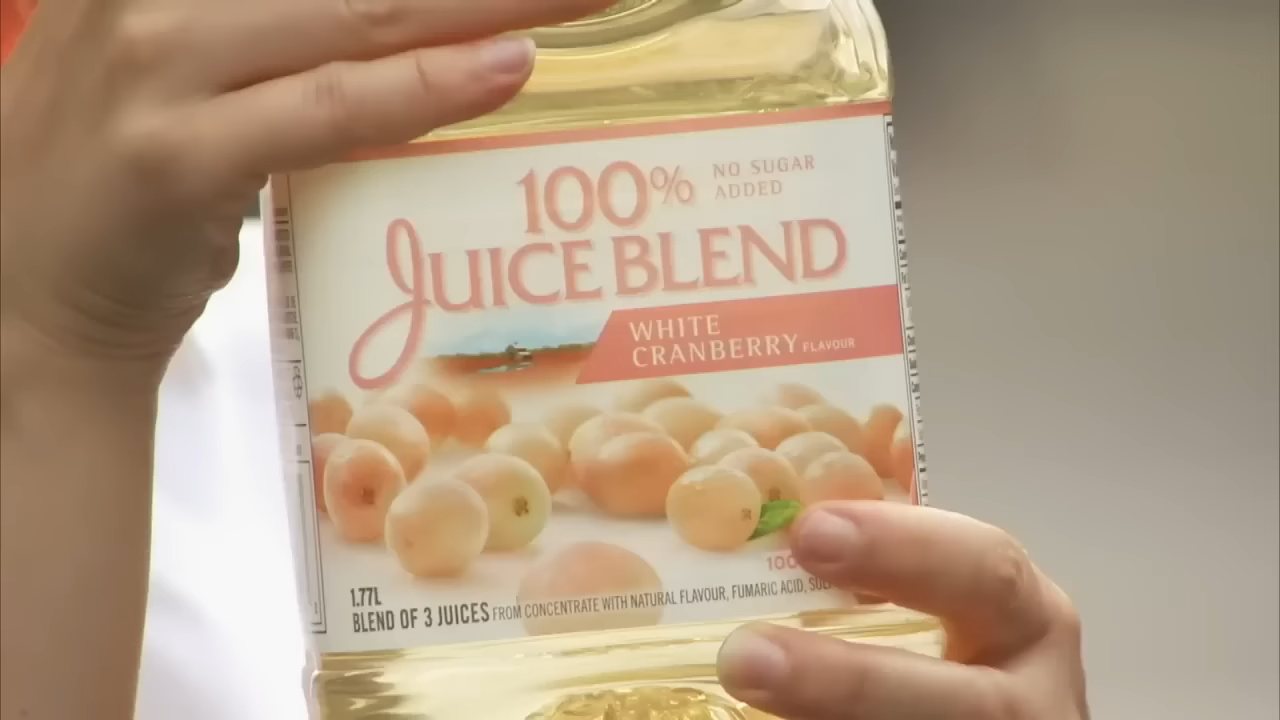 100% NO SUGAR
ADDED
JUICE BLEND
WHITE
CRANBERRY FLAVOUR
100
1.77L
BLEND OF 3 JUICES FROM CONCENTRATE WITH NATURAL FLAVOUR, FUMARIC ACID,